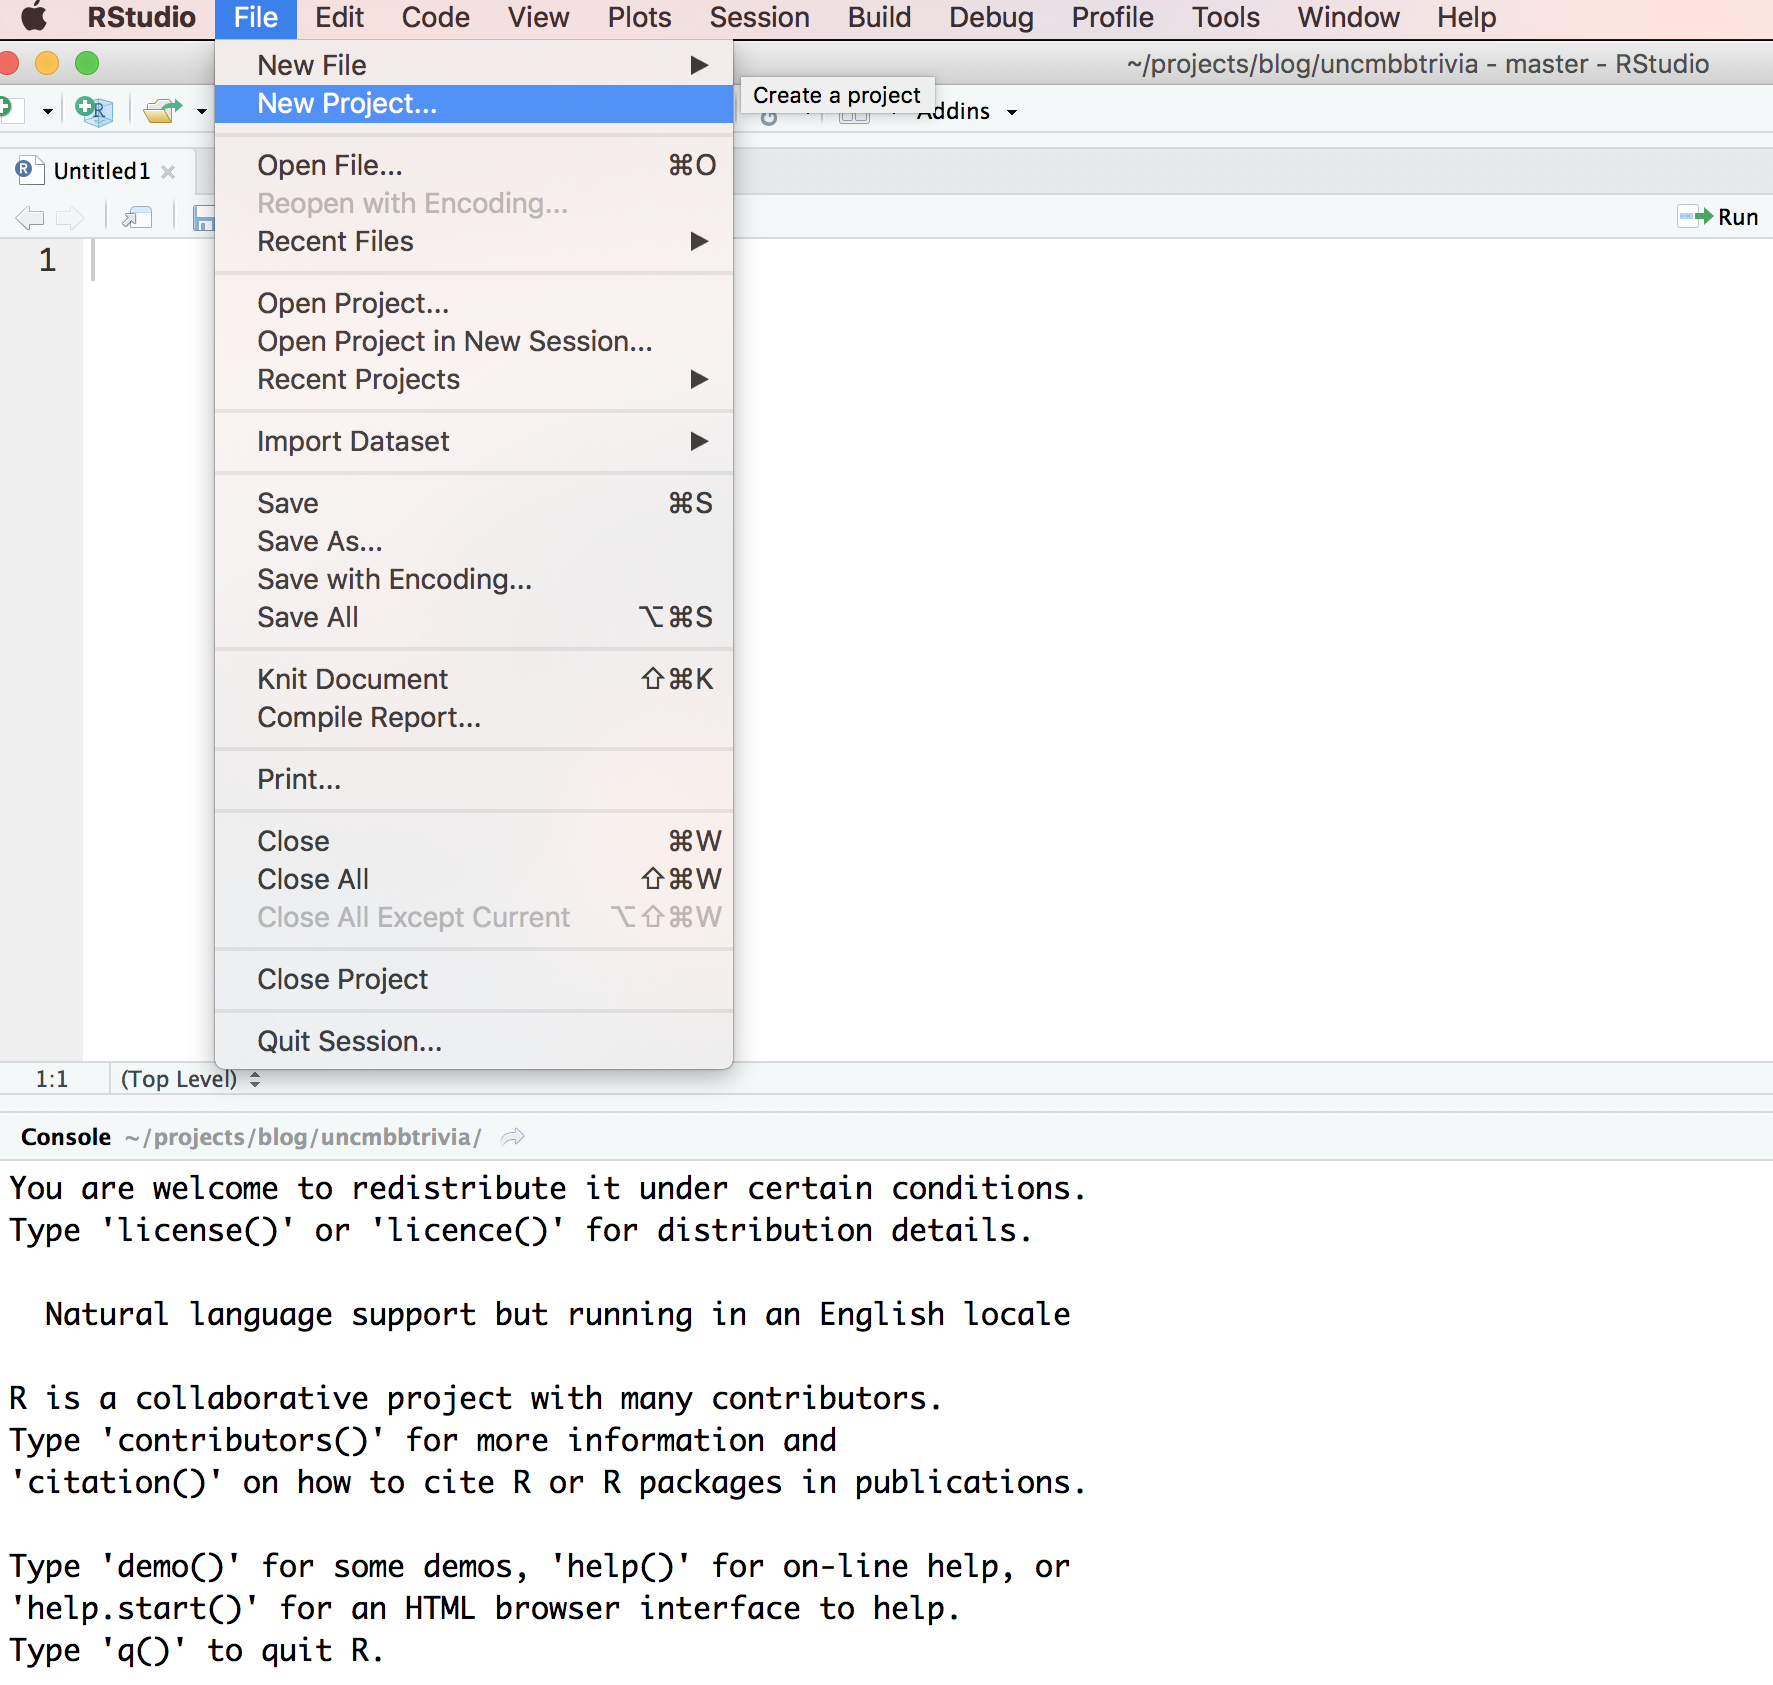 RStudio File Edit Code View Plots Session Build Debug Profile Tools Window Help
~/projects/blog/uncmbbtrivia - master - RStudio
New File
New Project...
Create a project
Addins
Untitled1
Open File... ⌘O
Reopen with Encoding...
Recent Files
Run
1
Open Project...
Open Project in New Session...
Recent Projects
Import Dataset
Save ⌘S
Save As...
Save with Encoding...
Save All ⌥⌘S
Knit Document ⇧⌘K
Compile Report...
Print...
Close ⌘W
Close All ⇧⌘W
Close All Except Current ⌥⇧⌘W
Close Project
Quit Session...
1:1 (Top Level)
Console ~/projects/blog/uncmbbtrivia/
You are welcome to redistribute it under certain conditions.
Type 'license()' or 'licence()' for distribution details.
Natural language support but running in an English locale
R is a collaborative project with many contributors.
Type 'contributors()' for more information and
'citation()' on how to cite R or R packages in publications.
Type 'demo()' for some demos, 'help()' for on-line help, or
'help.start()' for an HTML browser interface to help.
Type 'q()' to quit R.